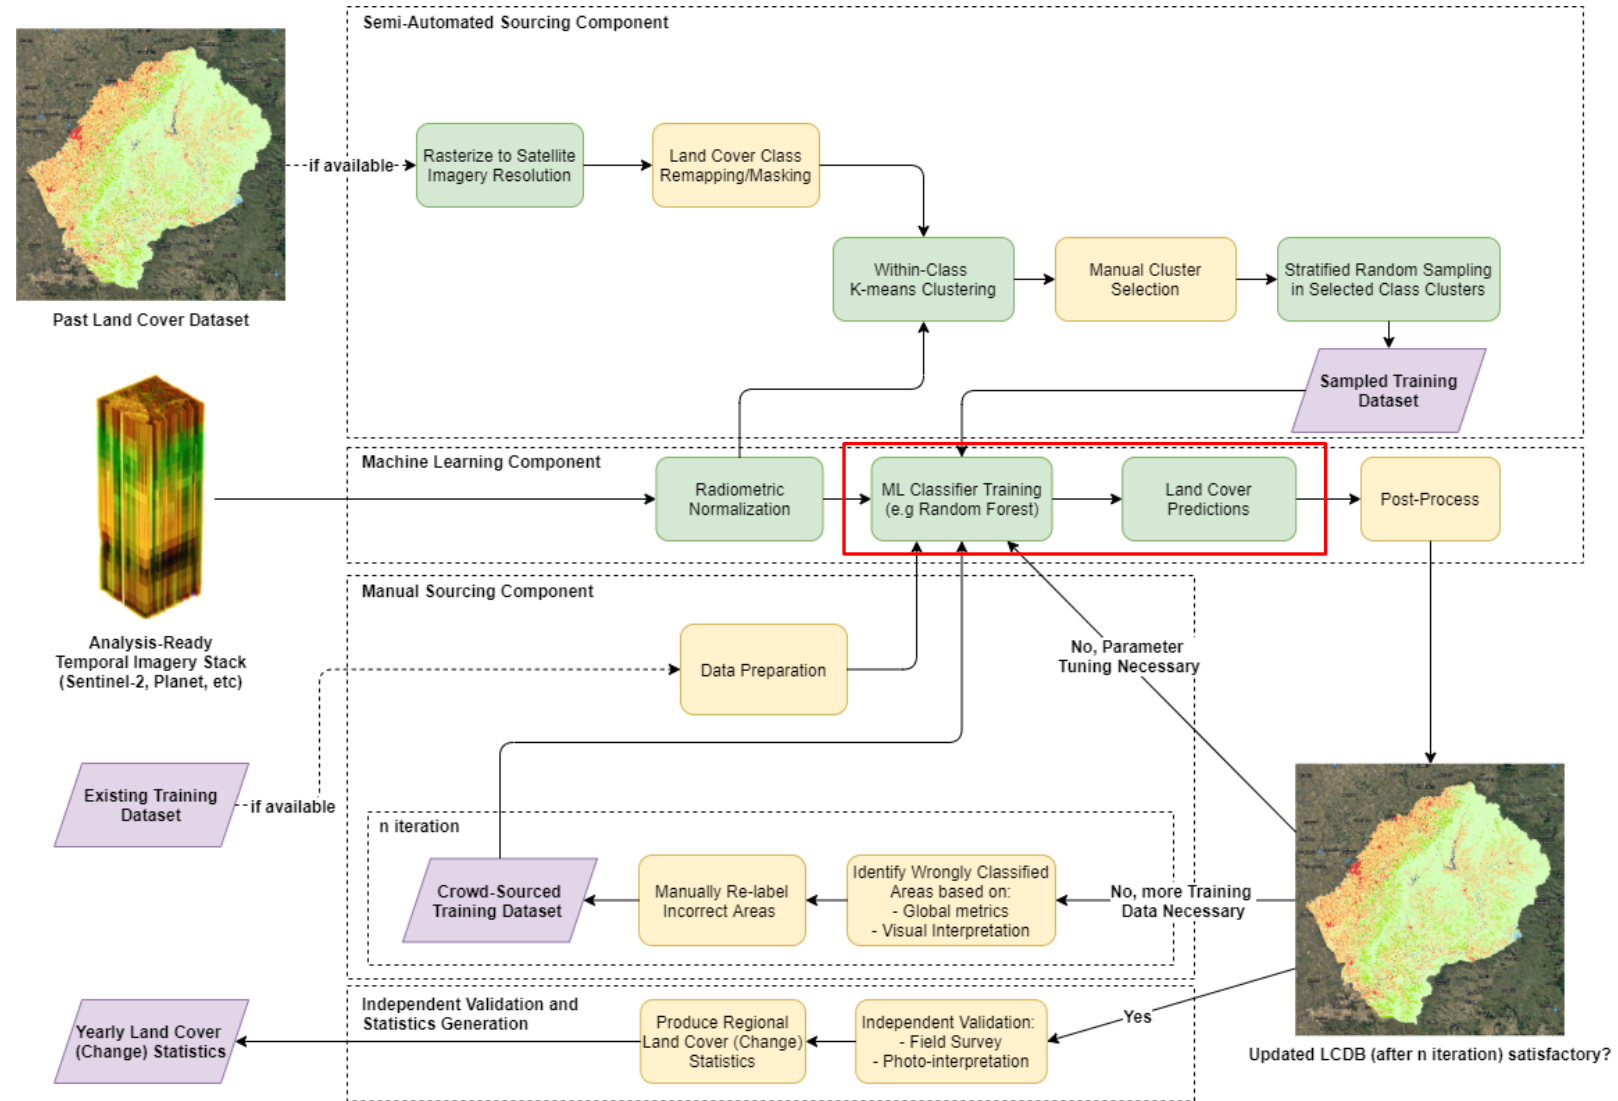 Semi-Automated Sourcing Component
if available
Rasterize to Satellite
Imagery Resolution
Land Cover Class
Remapping/Masking
Within-Class
K-means Clustering
Manual Cluster
Selection
Stratified Random Sampling
in Selected Class Clusters
Past Land Cover Dataset
Sampled Training
Dataset
Machine Learning Component
Radiometric
Normalization
ML Classifier Training
(e.g Random Forest)
Land Cover
Predictions
Post-Process
Manual Sourcing Component
Analysis-Ready
Temporal Imagery Stack
(Sentinel-2, Planet, etc)
Data Preparation
No, Parameter
Tuning Necessary
Existing Training
Dataset
if available
n iteration
Crowd-Sourced
Training Dataset
Manually Re-label
Incorrect Areas
Identify Wrongly Classified
Areas based on:
- Global metrics
- Visual Interpretation
No, more Training
Data Necessary
Independent Validation and
Statistics Generation
Yearly Land Cover
(Change) Statistics
Produce Regional
Land Cover (Change)
Statistics
Independent Validation:
- Field Survey
- Photo-interpretation
Yes
Updated LCDB (after n iteration) satisfactory?